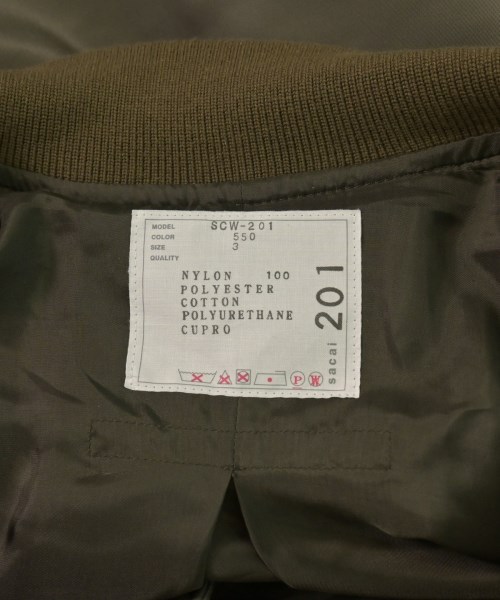 MODEL SCW-201
COLOR 550
SIZE 3
QUALITY
NYLON 100
POLYESTER
COTTON
POLYURETHANE
CUPRO
P W
sacai 201